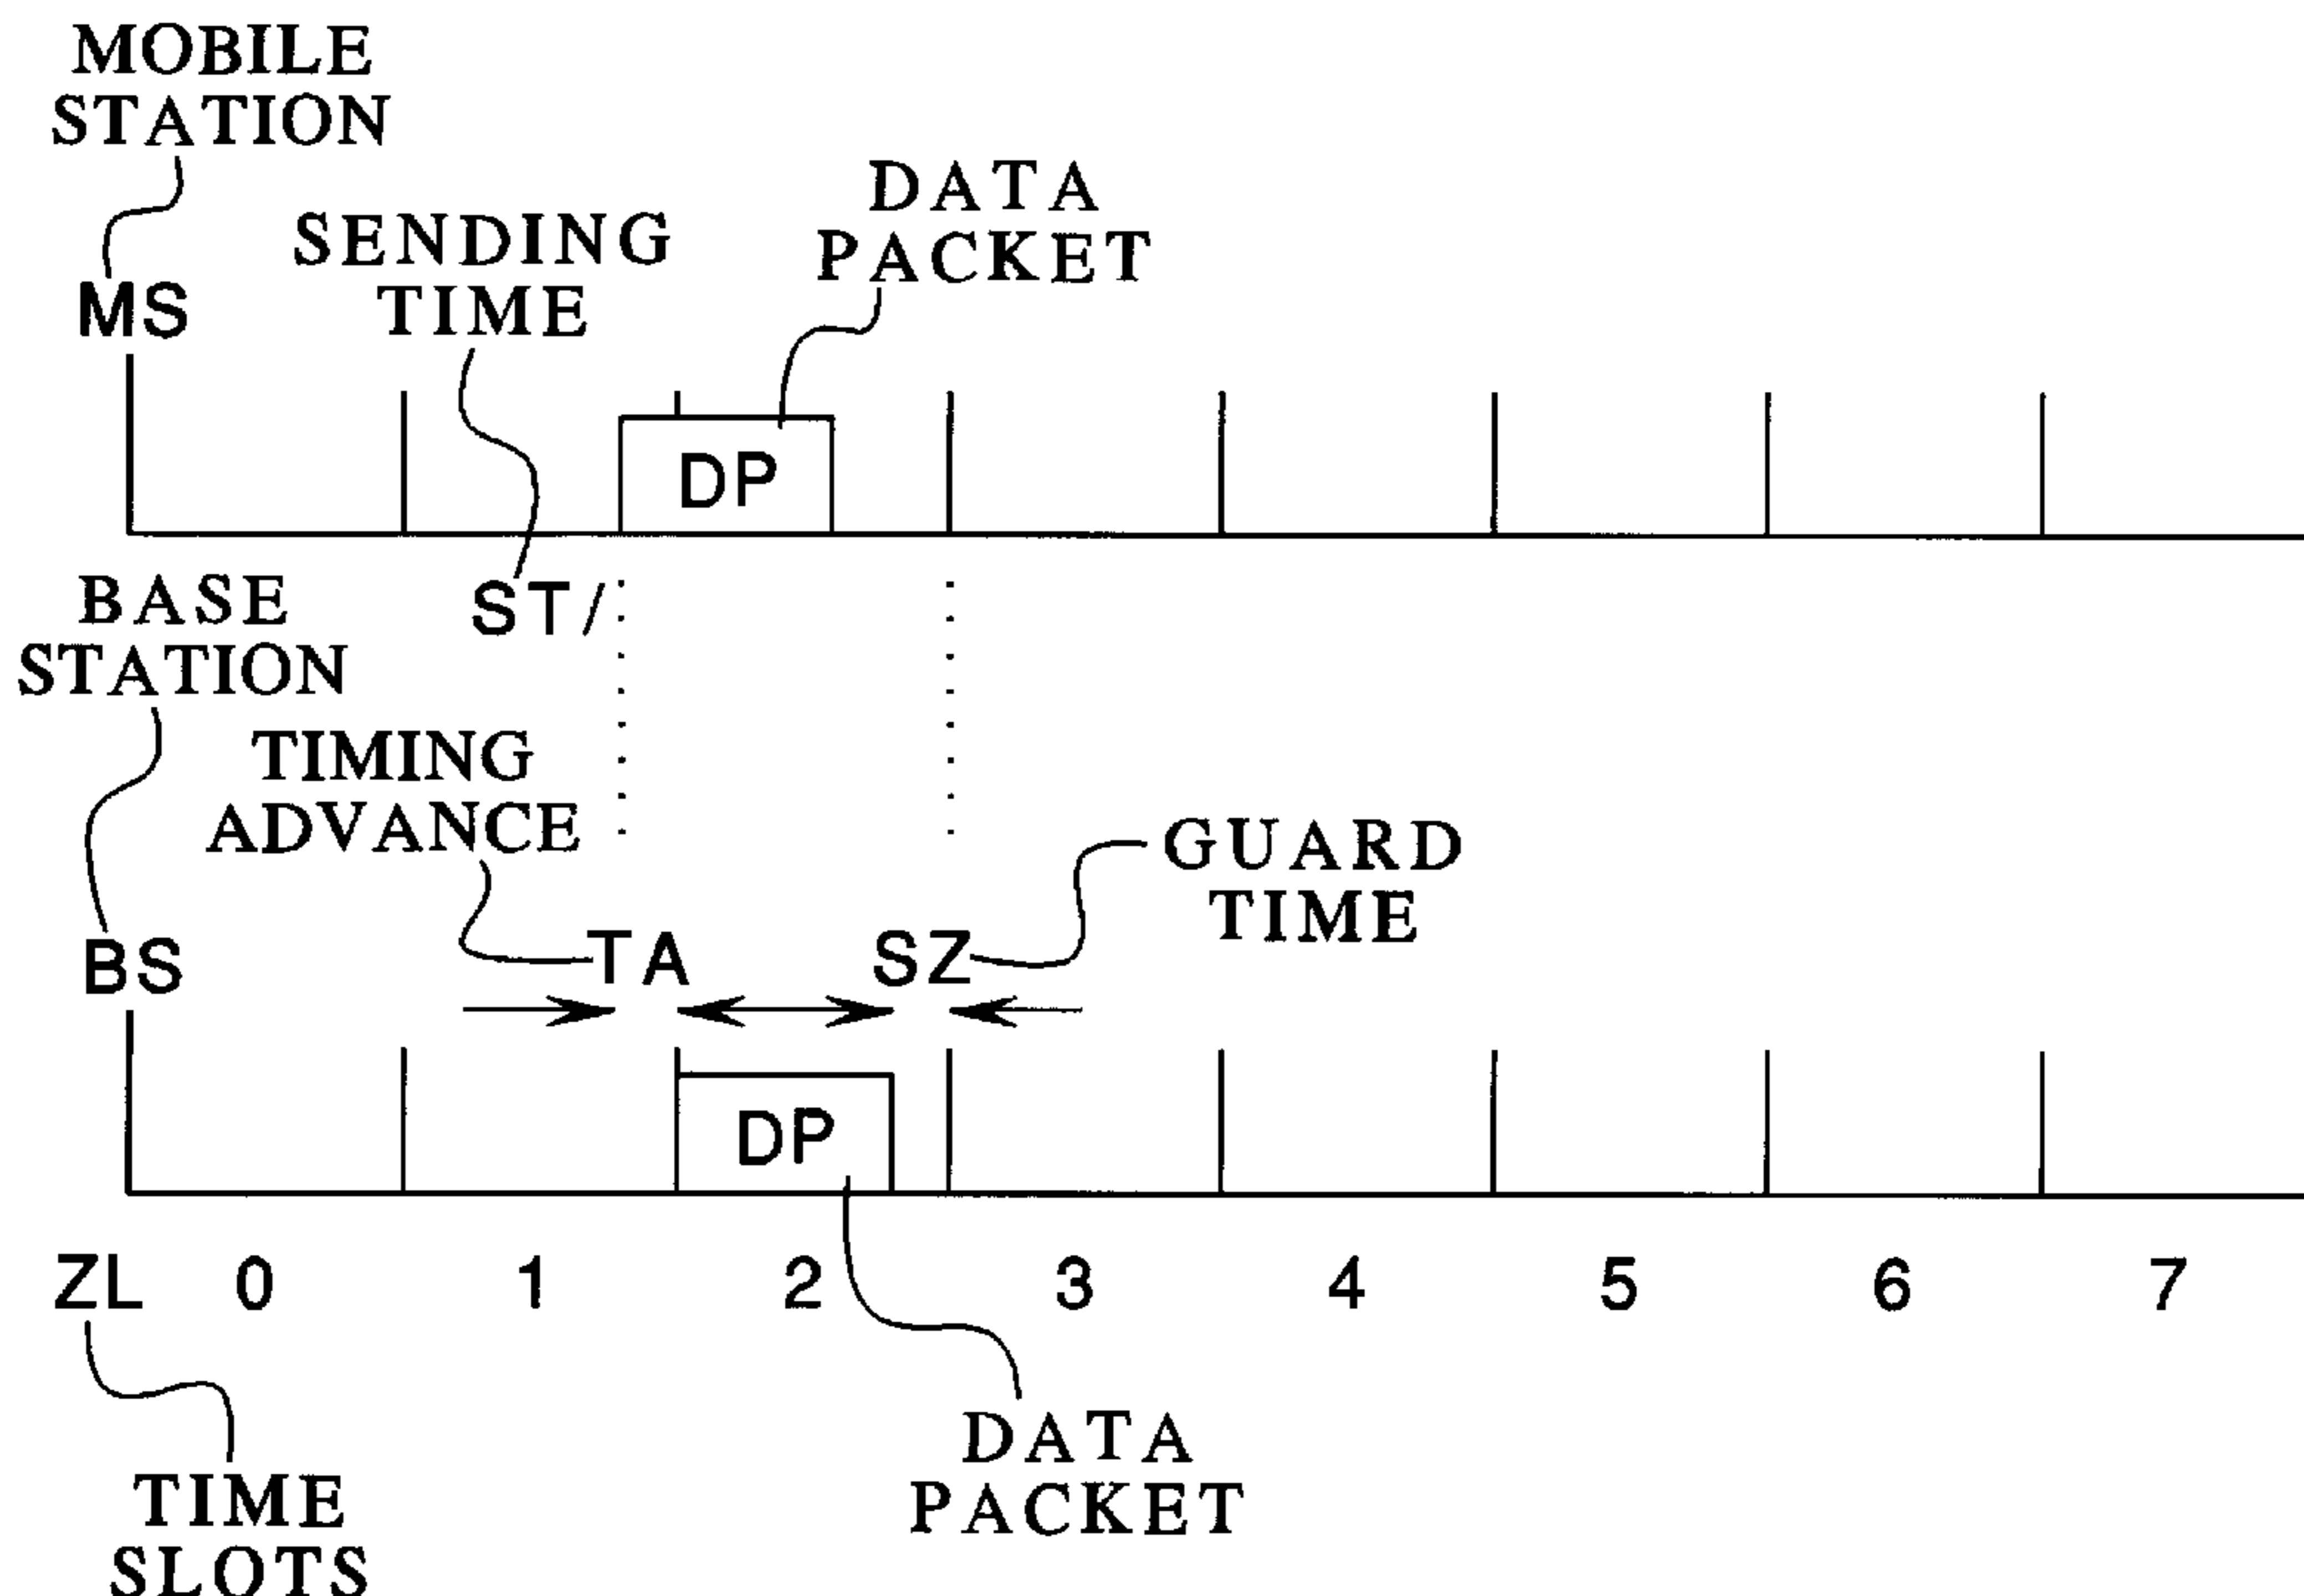 MOBILE
STATION
MS
SENDING
TIME
DATA
PACKET
DP
ST/
BASE
STATION
TIMING
ADVANCE
GUARD
TIME
BS
TA
SZ
DP
ZL 0 1 2 3 4 5 6 7
DATA
PACKET
TIME
SLOTS